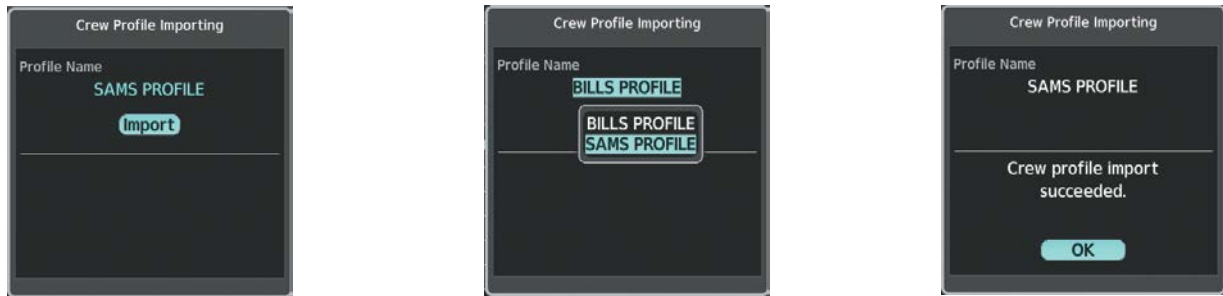 Crew Profile Importing
Profile Name
SAMS PROFILE
Import
Crew Profile Importing
Profile Name
BILLS PROFILE
BILLS PROFILE
SAMS PROFILE
Crew Profile Importing
Profile Name
SAMS PROFILE
Crew profile import
succeeded.
OK